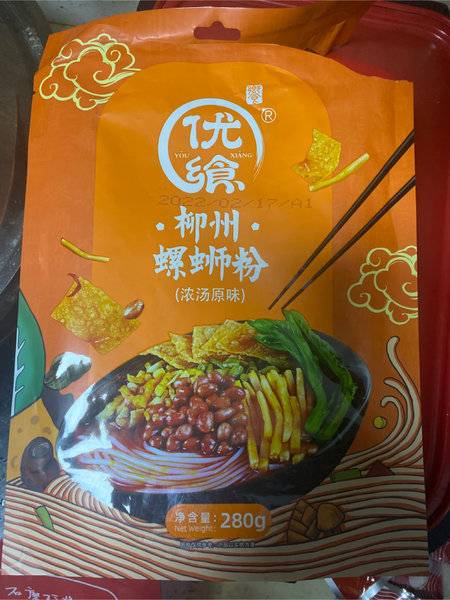 优飨®
YOU XIANG
2022/02/17/A1
·柳州·
螺蛳粉
(浓汤原味)
净含量:
Net weight:
280g